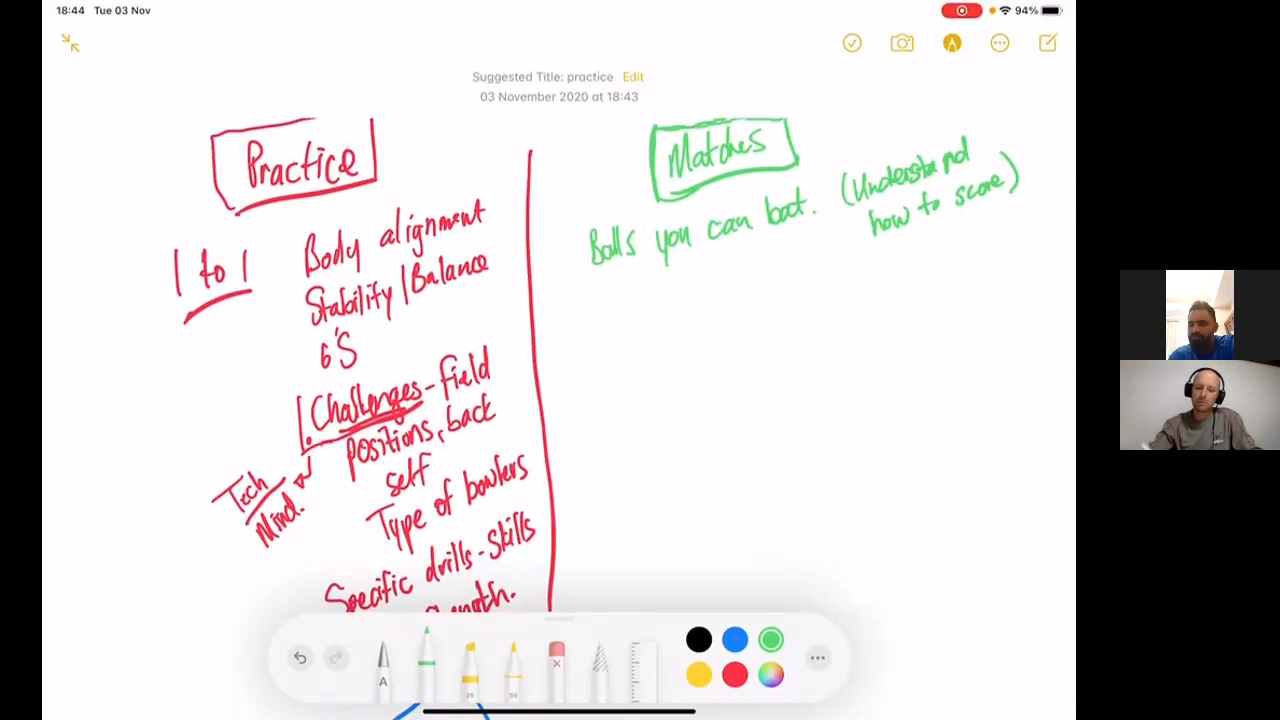 18:44 Tue 03 Nov
94%
Suggested Title: practice Edit
03 November 2020 at 18:43
Practice
1 to 1
Body alignment
Stability/Balance
6'S
Challenges - field
positions, back
self
Tech
Mind.
Type of bowlers
Specific drills - skills
Matches
Balls you can bat.
(Understand
how to score)
A
25
50